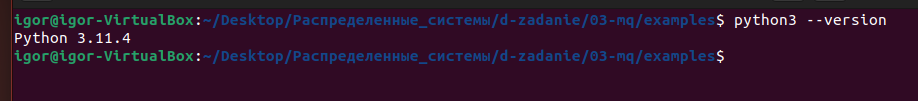 igor@igor-VirtualBox:~/Desktop/Распределенные_системы/d-zadanie/03-mq/examples$ python3 --version
Python 3.11.4
igor@igor-VirtualBox:~/Desktop/Распределенные_системы/d-zadanie/03-mq/examples$